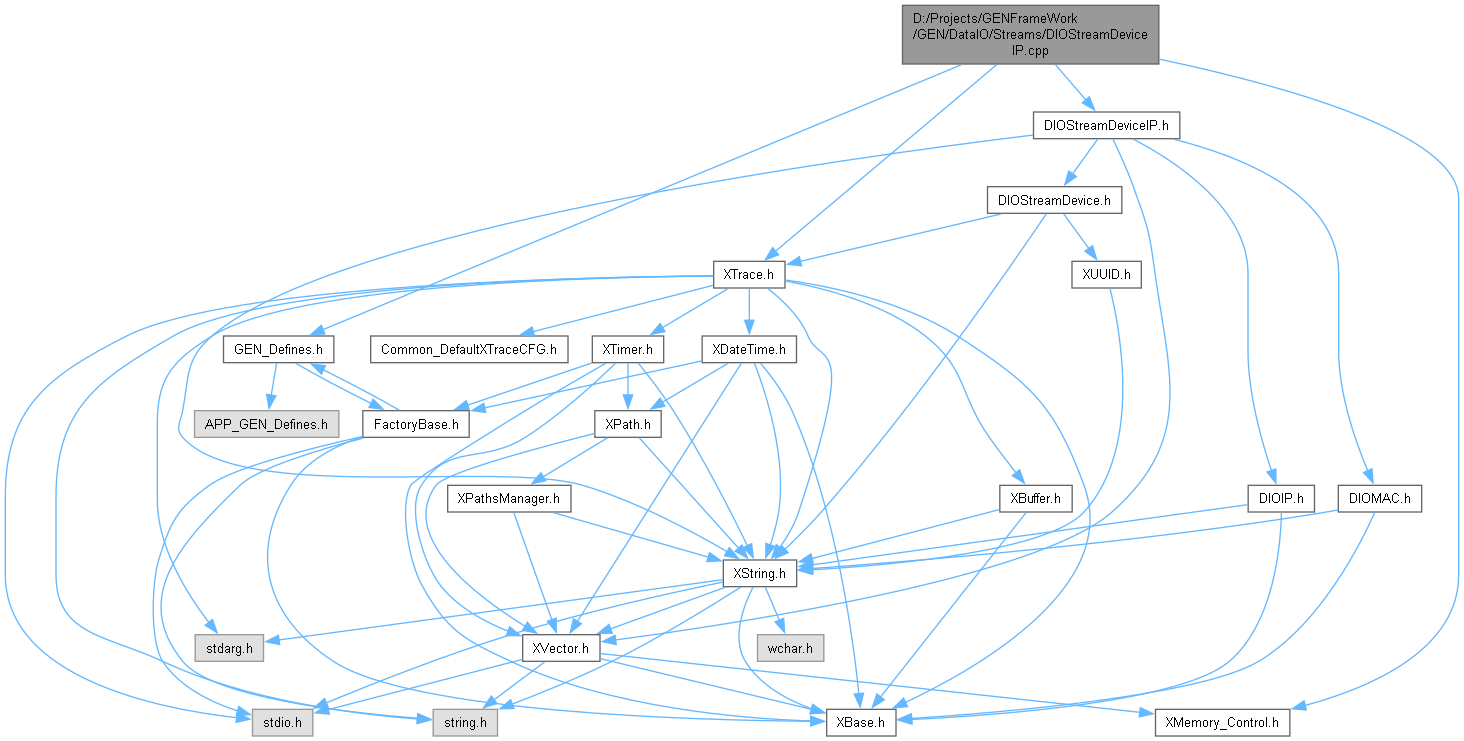 D:/Projects/GENFrameWork
/GEN/DataIO/Streams/DIOStreamDevice
IP.cpp
DIOStreamDeviceIP.h
DIOStreamDevice.h
XTrace.h
XUUID.h
GEN_Defines.h
Common_DefaultXTraceCFG.h
XTimer.h
XDateTime.h
APP_GEN_Defines.h
FactoryBase.h
XPath.h
XPathsManager.h
XBuffer.h
DIOIP.h
DIOMAC.h
XString.h
stdarg.h
XVector.h
wchar.h
stdio.h
string.h
XBase.h
XMemory_Control.h